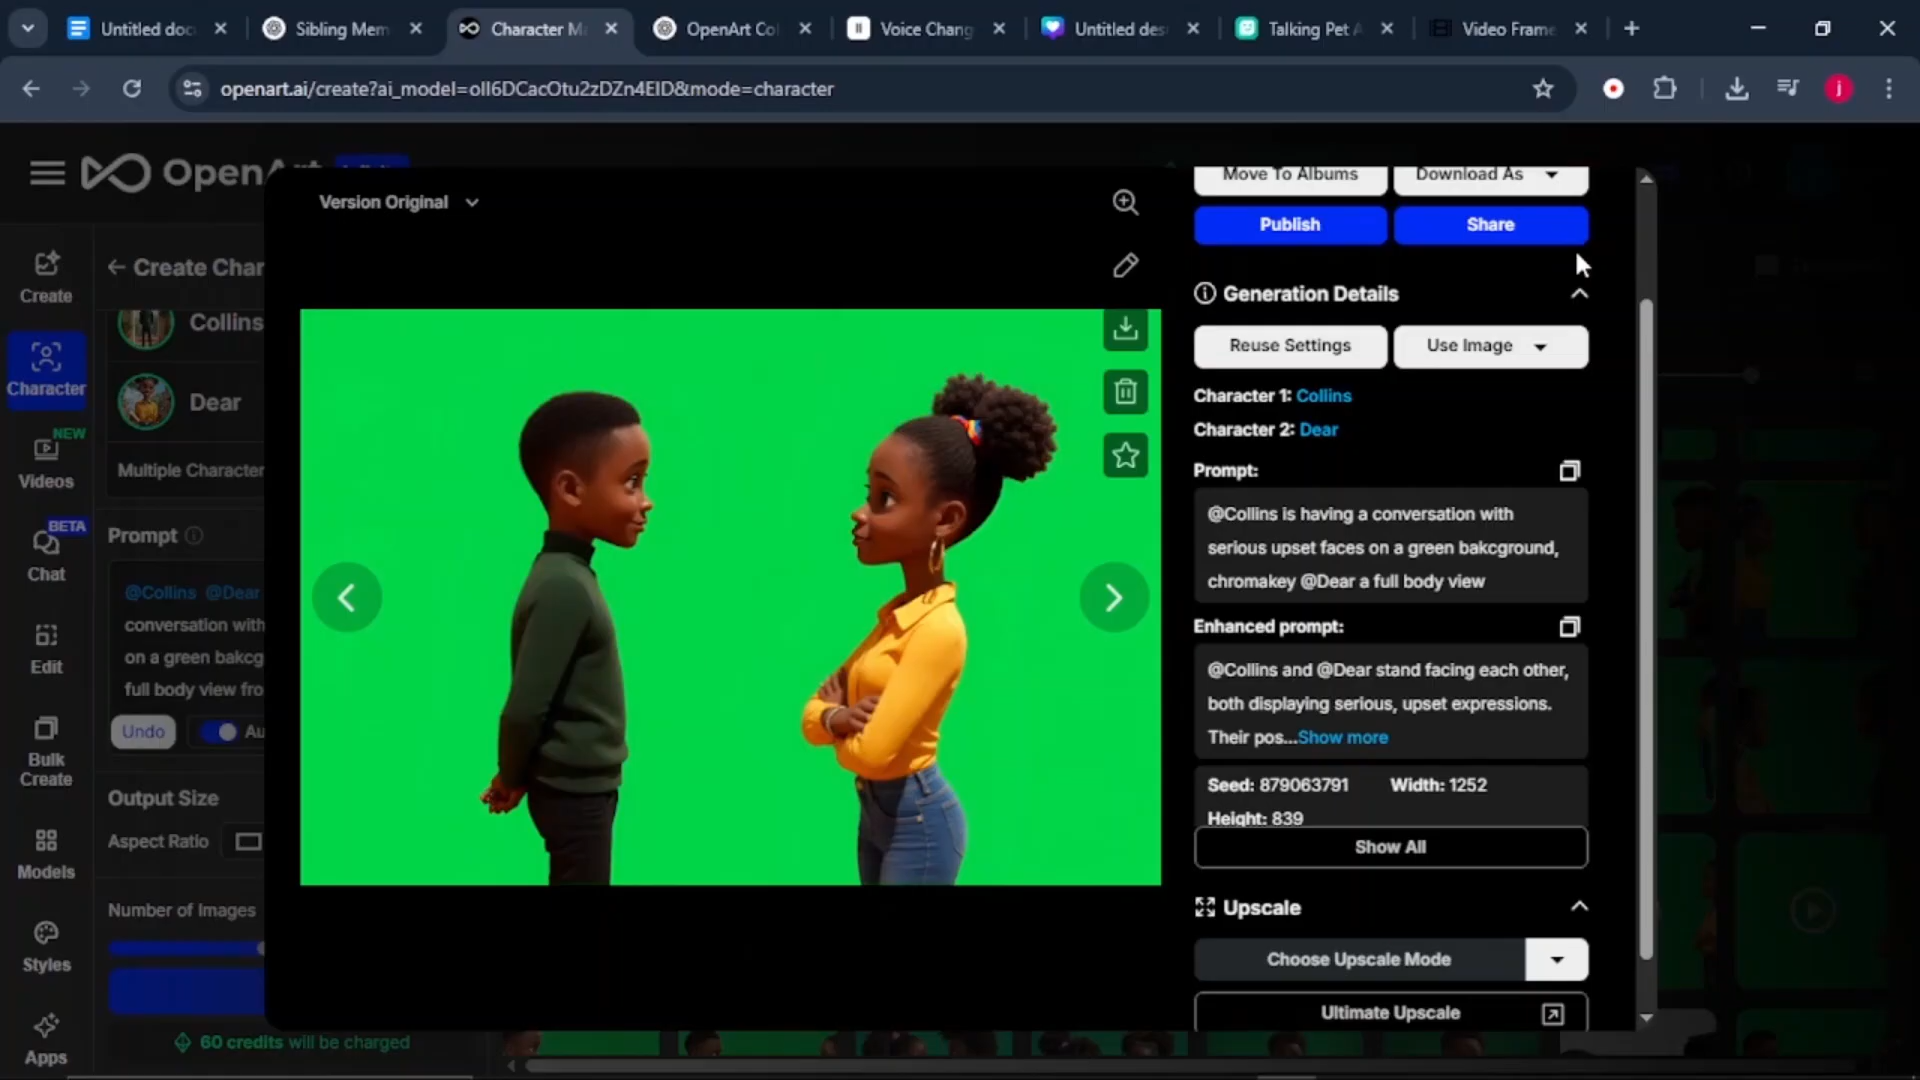 Untitled doc
Sibling Mem
Character Ma
OpenArt Col
Voice Chang
Untitled des
Talking Pet A
Video Frame
openart.ai/create?ai_model=oll6DCacOtu2zDZn4EID&mode=character
j
OpenArt
Create
Character
NEW
Videos
BETA
Chat
Edit
Bulk
Create
Models
Styles
Apps
Create Char
Collins
Dear
Multiple Character
Prompt
@Collins @Dear
conversation with
on a green bakcg
full body view fro
Undo
Au
Output Size
Aspect Ratio
Number of Images
60 credits will be charged
Version Original
Move To Albums
Download As
Publish
Share
Generation Details
Reuse Settings
Use Image
Character 1: Collins
Character 2: Dear
Prompt:
@Collins is having a conversation with
serious upset faces on a green bakcground,
chromakey @Dear a full body view
Enhanced prompt:
@Collins and @Dear stand facing each other,
both displaying serious, upset expressions.
Their pos...Show more
Seed: 879063791 Width: 1252
Height: 839
Show All
Upscale
Choose Upscale Mode
Ultimate Upscale